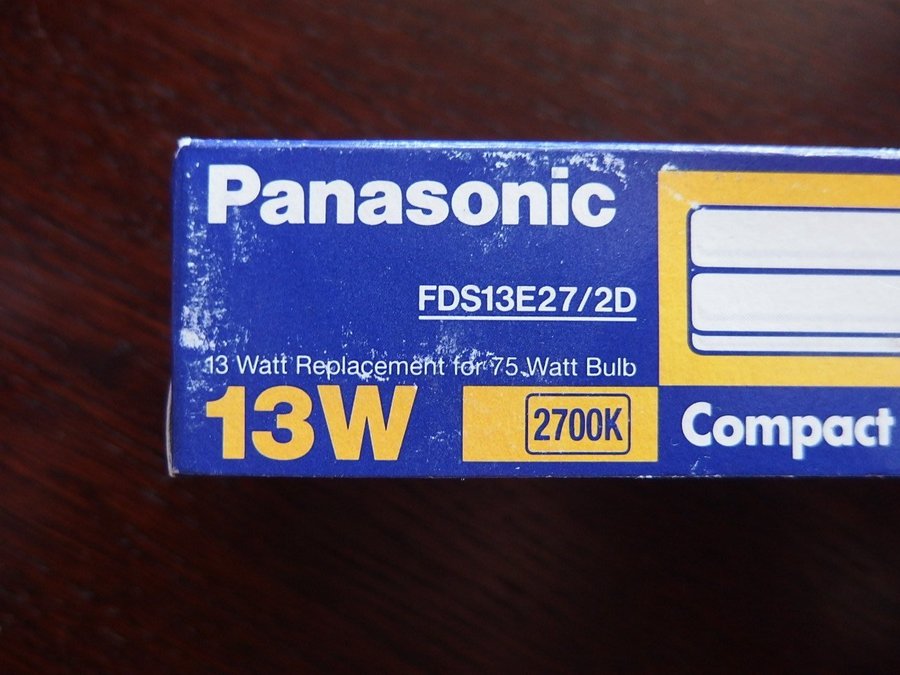 Panasonic
FDS13E27/2D
13 Watt Replacement for 75 Watt Bulb
13W
2700K
Compact